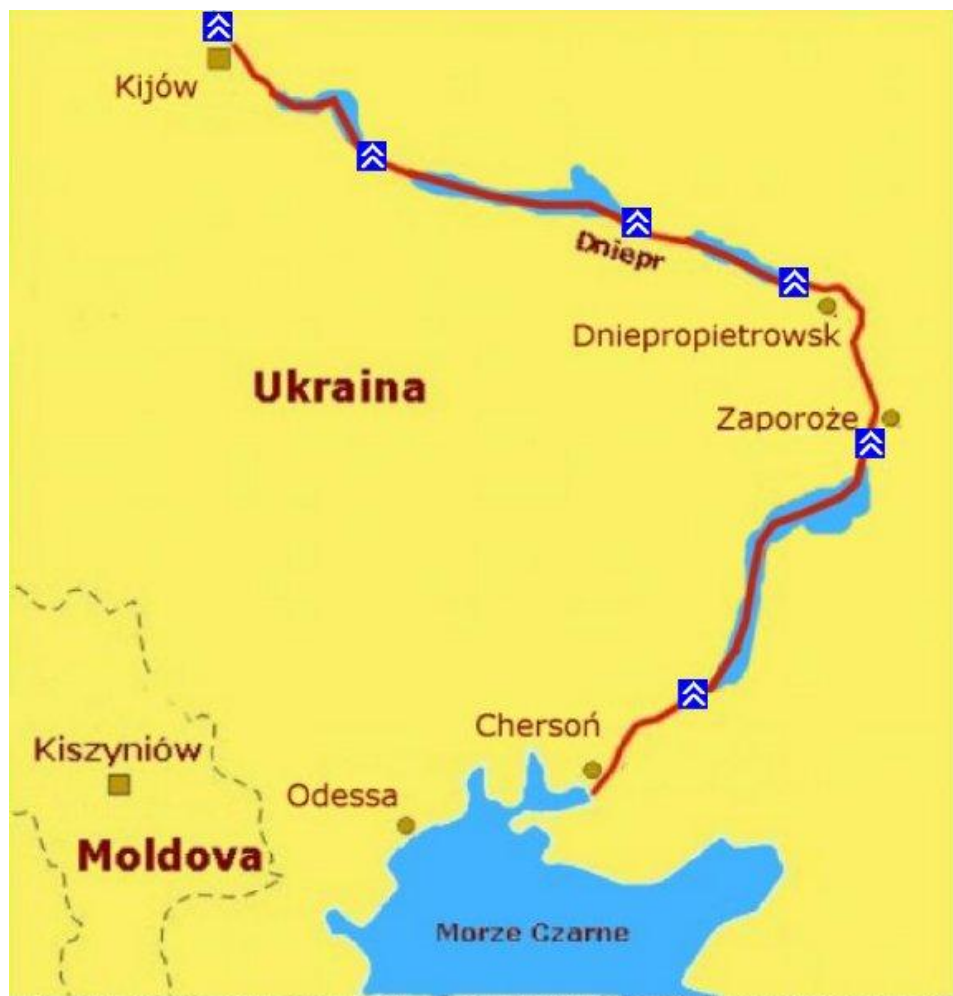 Kijów
Dniepr
Dniepropietrowsk
Ukraina
Zaporoże
Chersoń
Kiszyniów
Odessa
Moldova
Morze Czarne